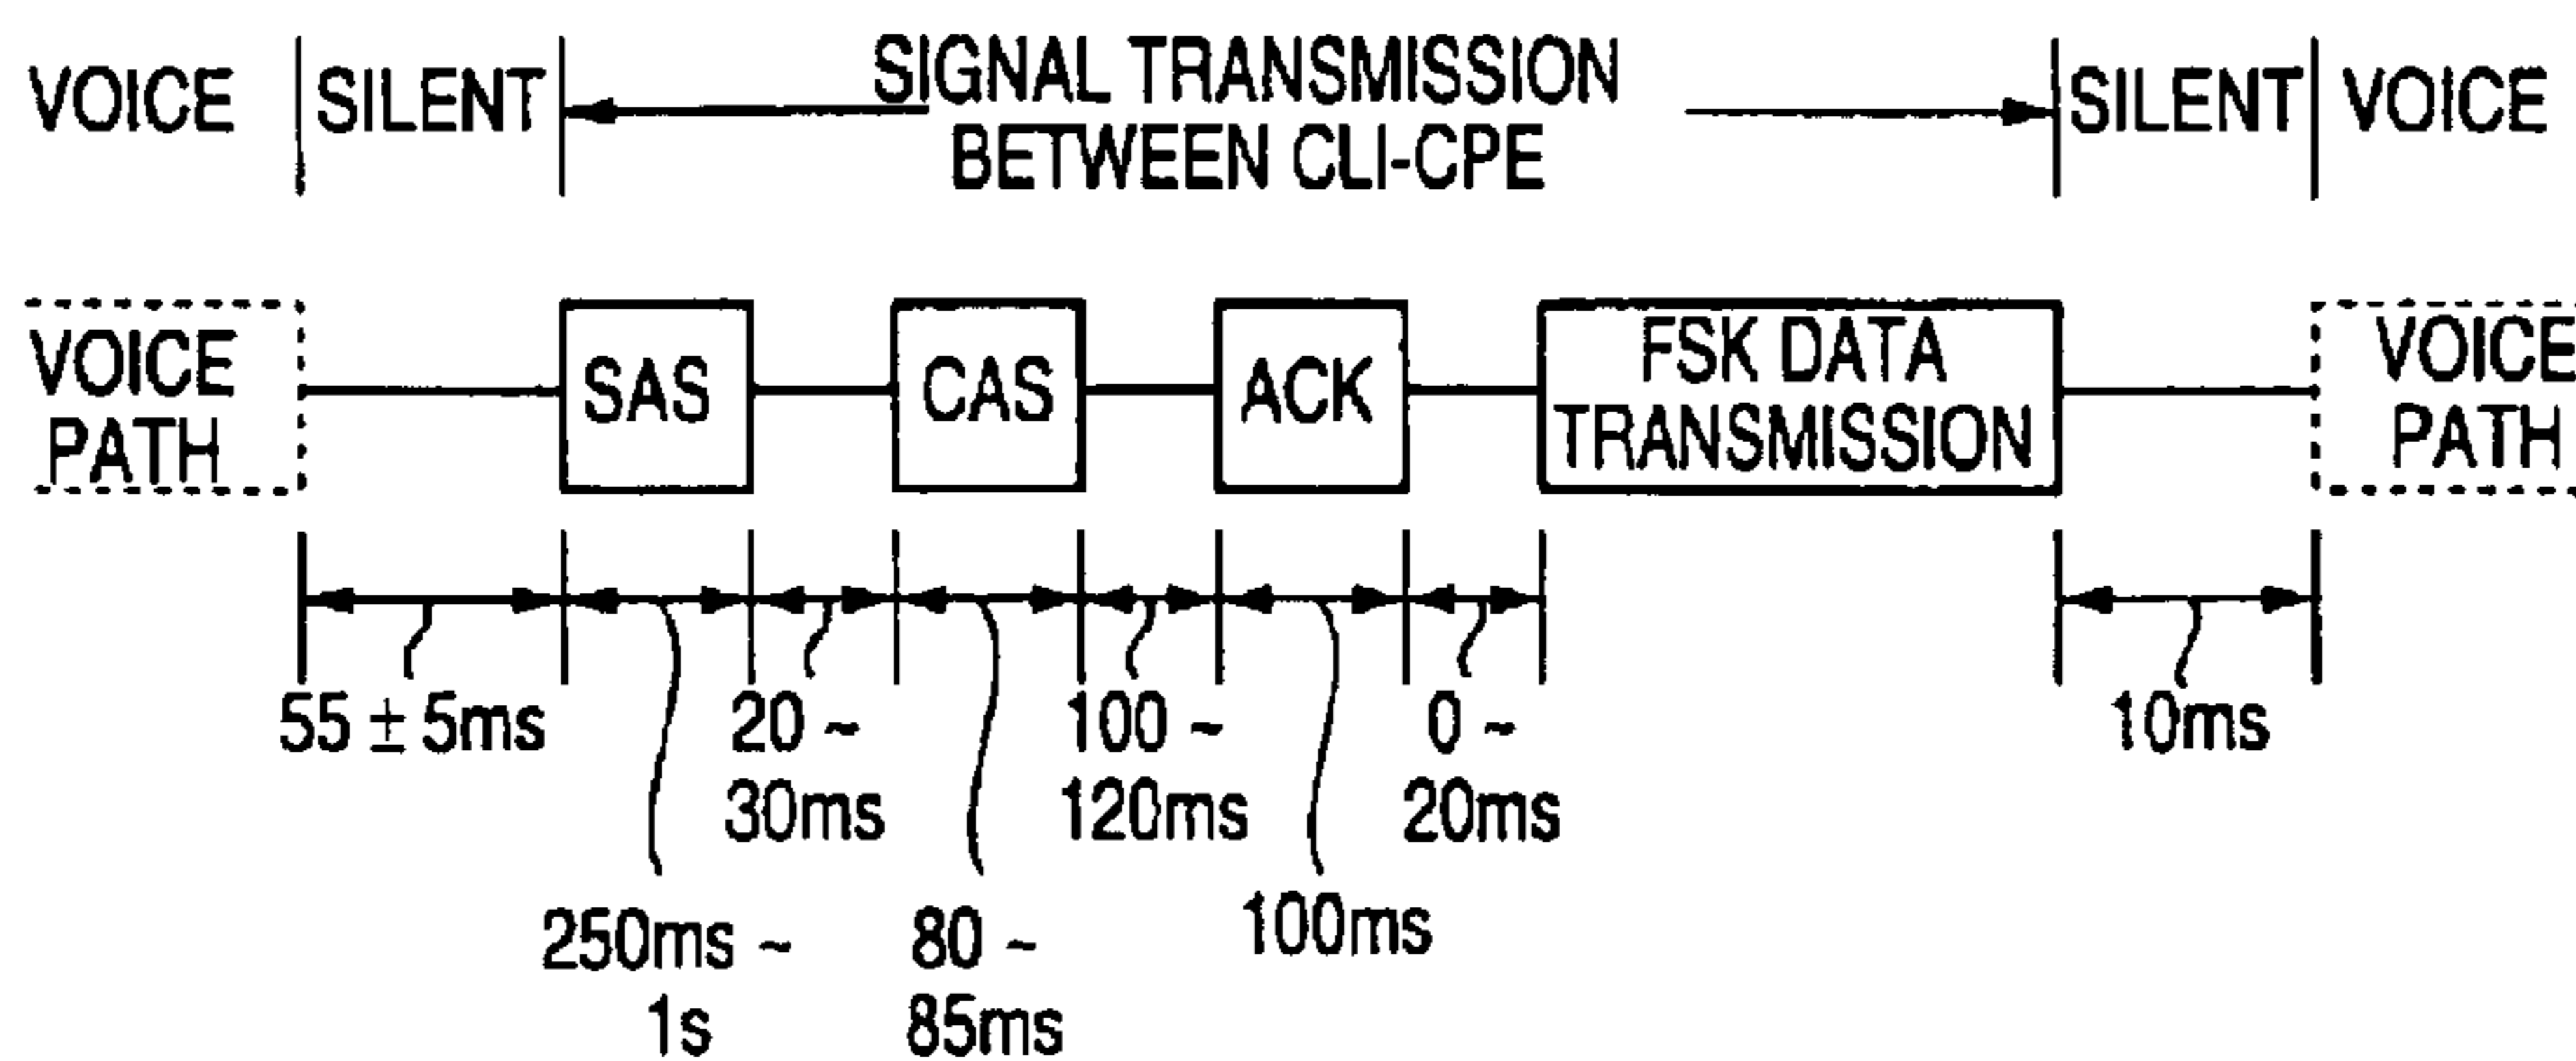 VOICE
SILENT
SIGNAL TRANSMISSION
BETWEEN CLI-CPE
SILENT
VOICE
VOICE
PATH
SAS
CAS
ACK
FSK DATA
TRANSMISSION
VOICE
PATH
55 ± 5ms
250ms ~
1s
20 ~
30ms
80 ~
85ms
100 ~
120ms
100ms
0 ~
20ms
10ms